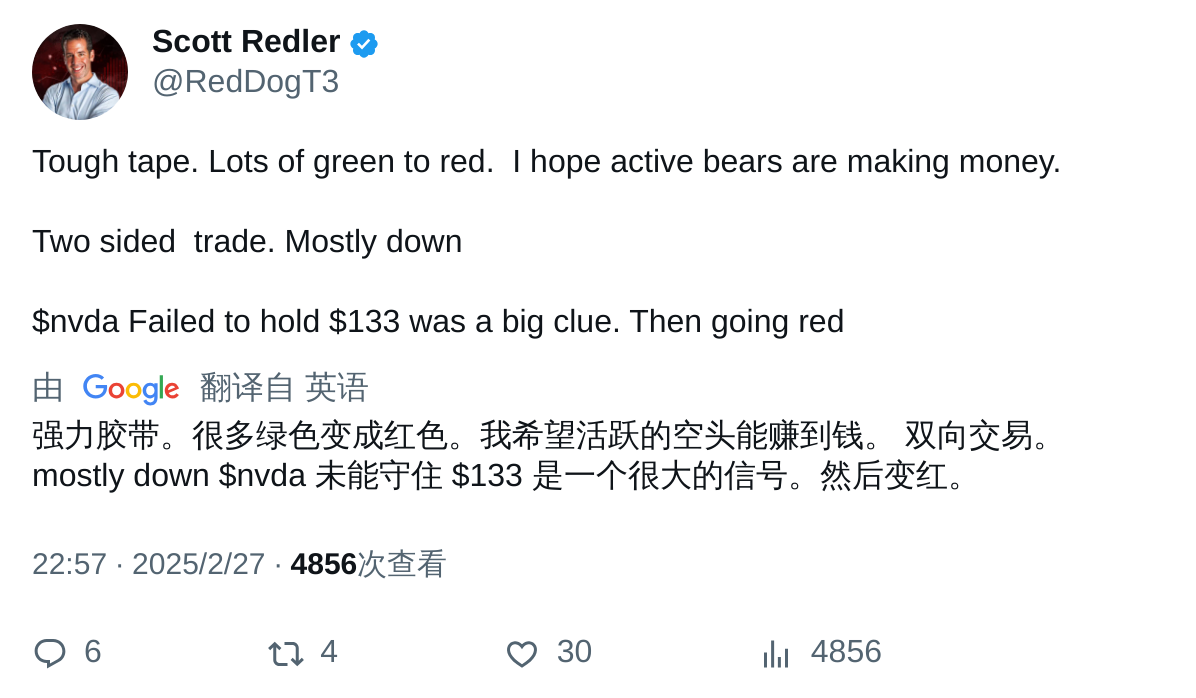 Scott Redler
@RedDogT3
Tough tape. Lots of green to red.  I hope active bears are making money.
Two sided  trade. Mostly down
$nvda Failed to hold $133 was a big clue. Then going red
由 Google 翻译自 英语
强力胶带。很多绿色变成红色。我希望活跃的空头能赚到钱。 双向交易。
mostly down $nvda 未能守住 $133 是一个很大的信号。然后变红。
22:57 · 2025/2/27 · 4856次查看
6 4 30 4856